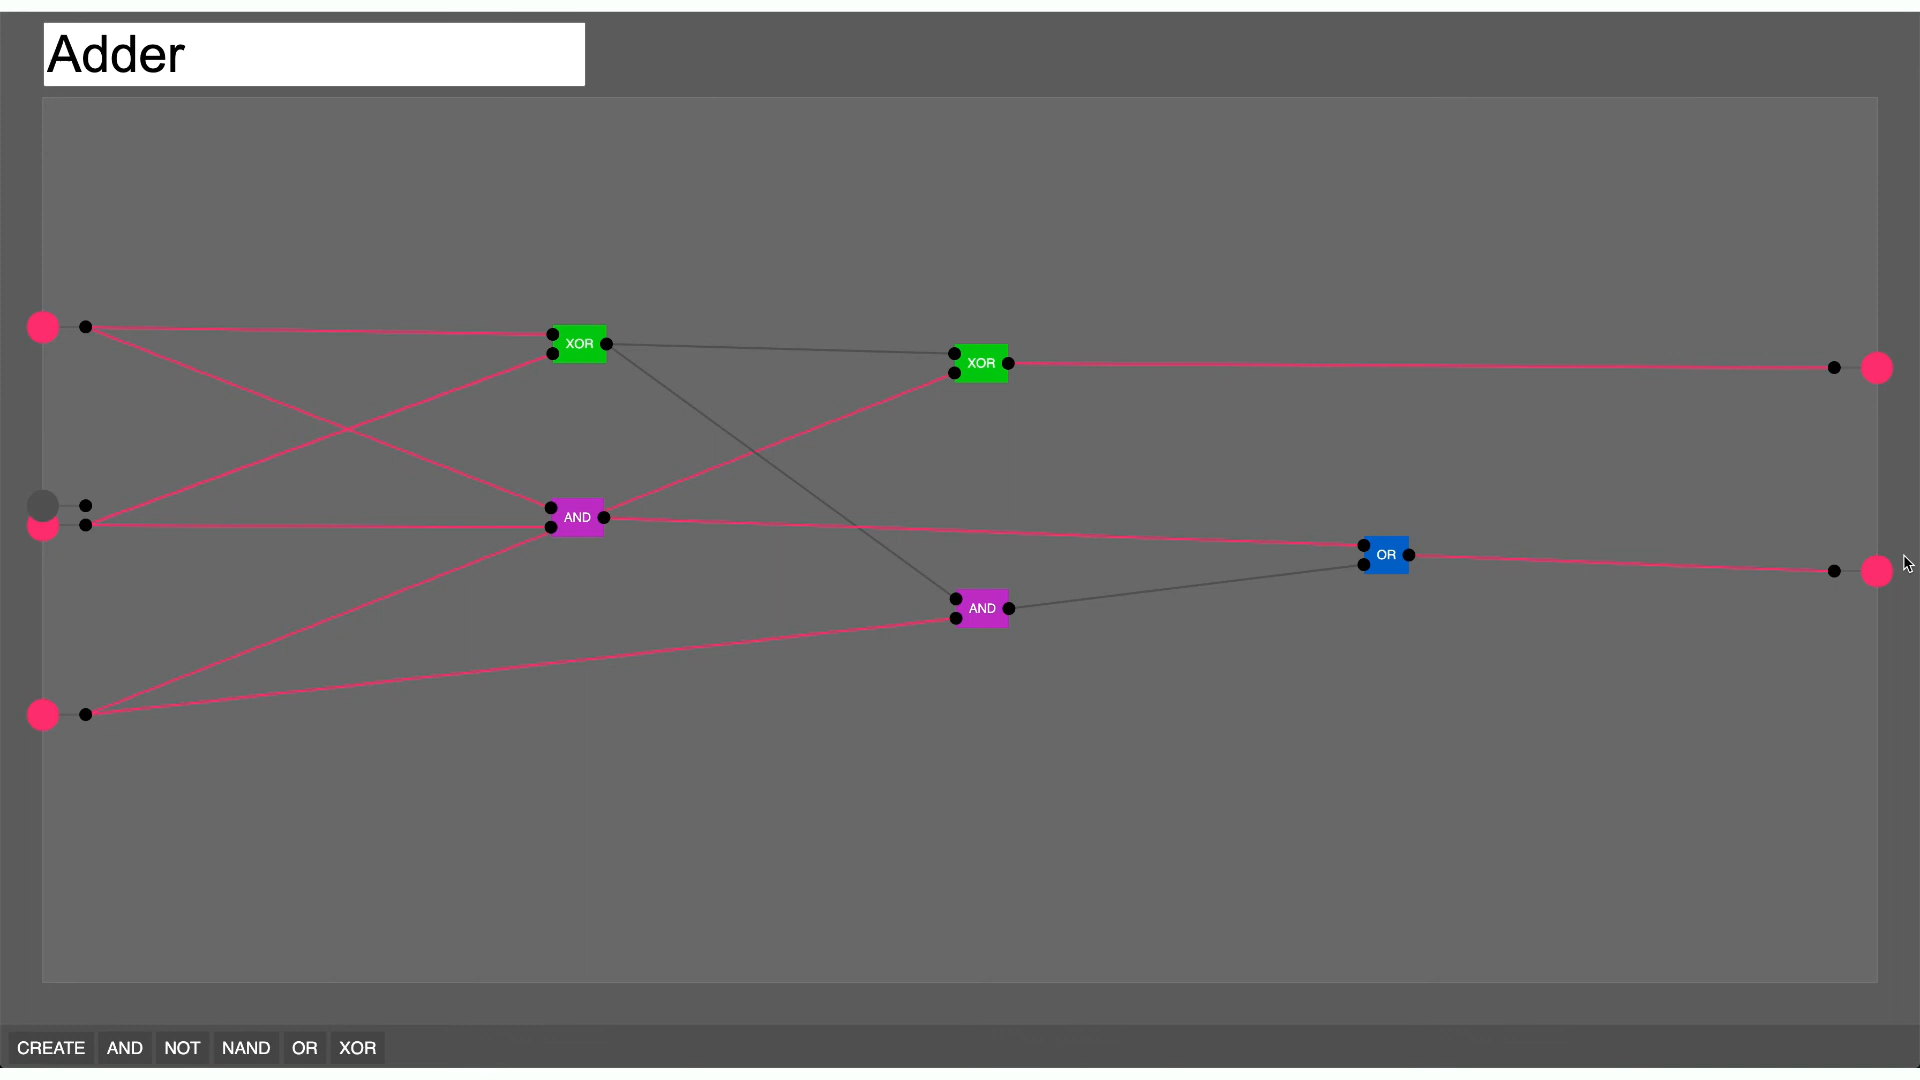 Adder
XOR
XOR
AND
OR
AND
CREATE AND NOT NAND OR XOR